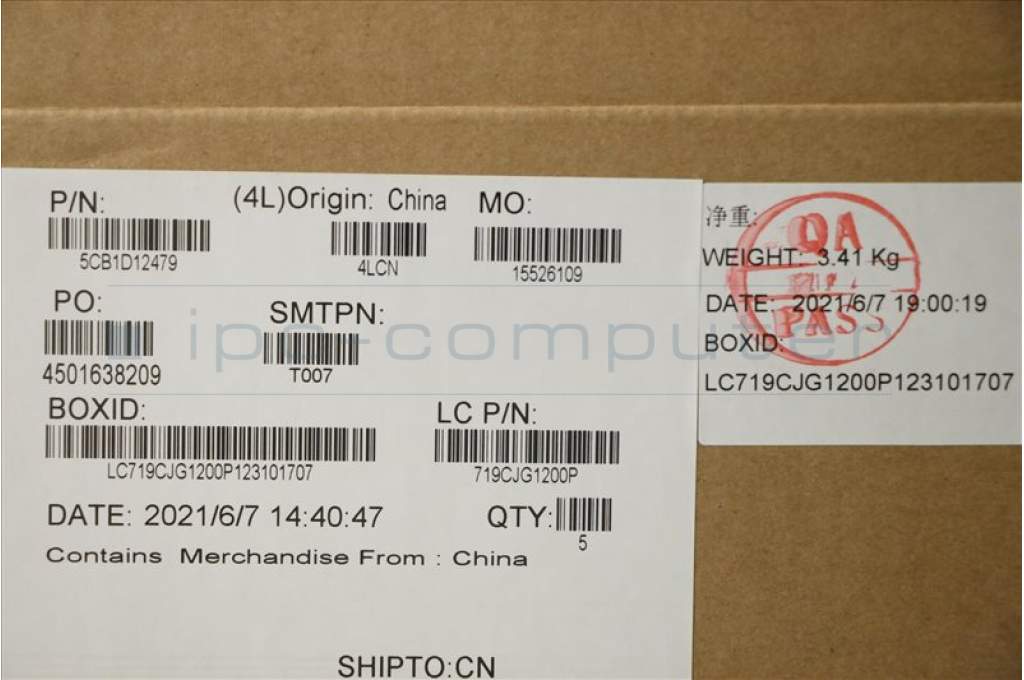 P/N:
(4L)Origin: China
MO:
5CB1D12479
4LCN
15526109
PO:
SMTPN:
4501638209
T007
BOXID:
LC P/N:
LC719CJG1200P123101707
719CJG1200P
DATE: 2021/6/7 14:40:47
QTY:
5
Contains Merchandise From : China
SHIPTO:CN
净重:
WEIGHT: 3.41 Kg
DATE: 2021/6/7 19:00:19
BOXID:
LC719CJG1200P123101707
QA
PASS
ipc-computer